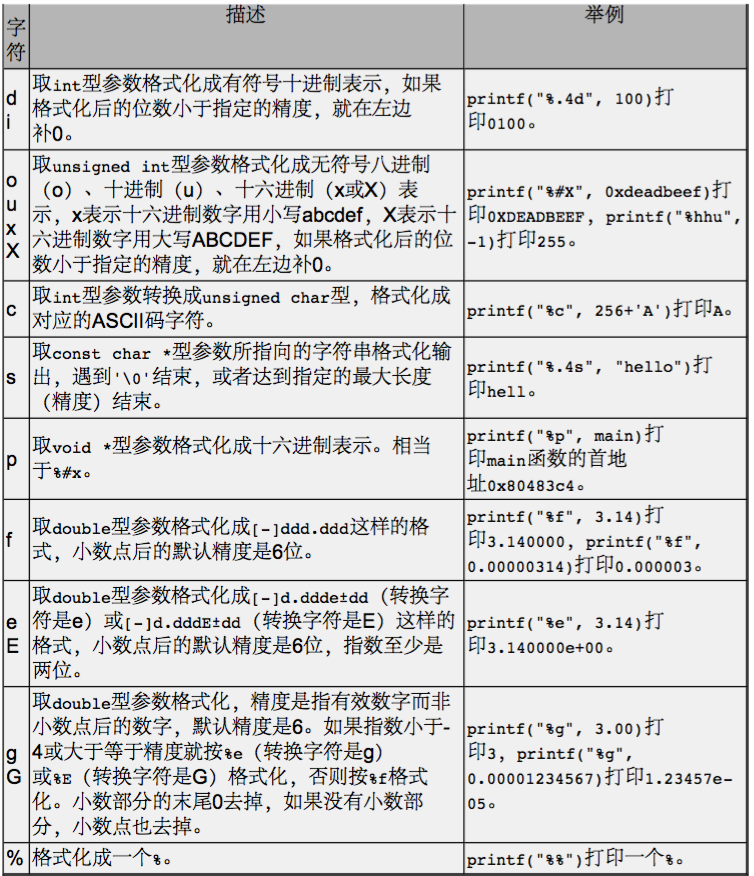 字符
描述
举例
d
i
取int型参数格式化成有符号十进制表示，如果
格式化后的位数小于指定的精度，就在左边
补0。
printf("%.4d", 100)打
印0100。
o
u
x
X
取unsigned int型参数格式化成无符号八进制
（o）、十进制（u）、十六进制（x或X）表
示，x表示十六进制数字用小写abcdef，X表示十
六进制数字用大写ABCDEF，如果格式化后的位
数小于指定的精度，就在左边补0。
printf("%#X", 0xdeadbeef)打
印0XDEADBEEF，printf("%hhu",
-1)打印255。
c
取int型参数转换成unsigned char型，格式化成
对应的ASCII码字符。
printf("%c", 256+'A')打印A。
s
取const char *型参数所指向的字符串格式化输
出，遇到'\0'结束，或者达到指定的最大长度
（精度）结束。
printf("%.4s", "hello")打
印hell。
p
取void *型参数格式化成十六进制表示。相当
于%#x。
printf("%p", main)打
印main函数的首地
址0x80483c4。
f
取double型参数格式化成[-]ddd.ddd这样的格
式，小数点后的默认精度是6位。
printf("%f", 3.14)打
印3.140000，printf("%f",
0.00000314)打印0.000003。
e
E
取double型参数格式化成[-]d.ddde±dd（转换字
符是e）或[-]d.dddE±dd（转换字符是E）这样的
格式，小数点后的默认精度是6位，指数至少是
两位。
printf("%e", 3.14)打
印3.140000e+00。
g
G
取double型参数格式化，精度是指有效数字而非
小数点后的数字，默认精度是6。如果指数小于-
4或大于等于精度就按%e（转换字符是g）
或%E（转换字符是G）格式化，否则按%f格式
化。小数部分的末尾0去掉，如果没有小数部
分，小数点也去掉。
printf("%g", 3.00)打
印3，printf("%g",
0.00001234567)打印1.23457e-
05。
%
格式化成一个%。
printf("%%")打印一个%。